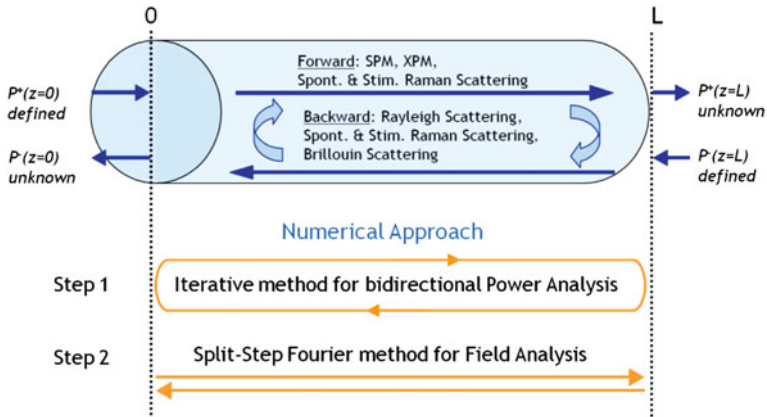 0
L
Forward: SPM, XPM,
Spont. & Stim. Raman Scattering
P⁺(z=0)
defined
P⁺(z=L)
unknown
Backward: Rayleigh Scattering,
Spont. & Stim. Raman Scattering,
Brillouin Scattering
P⁻(z=0)
unknown
P⁻(z=L)
defined
Numerical Approach
Step 1
Iterative method for bidirectional Power Analysis
Step 2
Split-Step Fourier method for Field Analysis